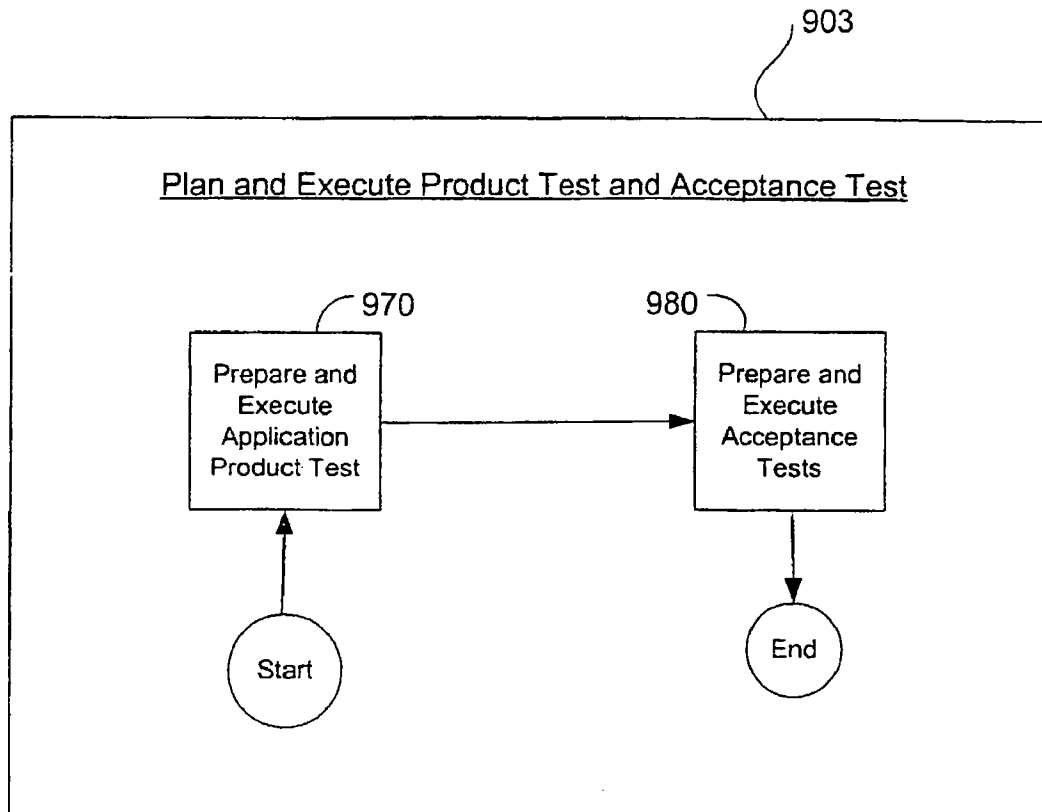 903
Plan and Execute Product Test and Acceptance Test
970
980
Prepare and
Execute
Application
Product Test
Prepare and
Execute
Acceptance
Tests
Start
End